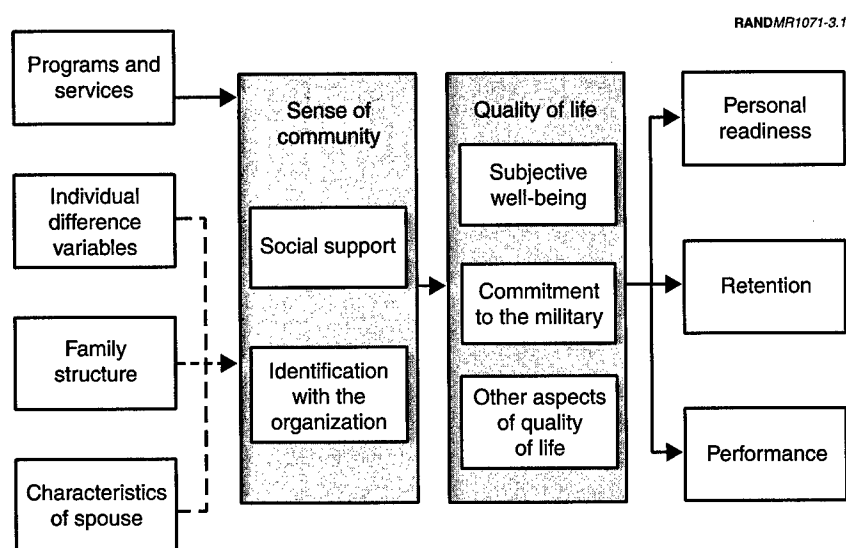 RANDMR1071-3.1
Programs and
services
Individual
difference
variables
Family
structure
Characteristics
of spouse
Sense of
community
Social support
Identification
with the
organization
Quality of life
Subjective
well-being
Commitment
to the military
Other aspects
of quality
of life
Personal
readiness
Retention
Performance